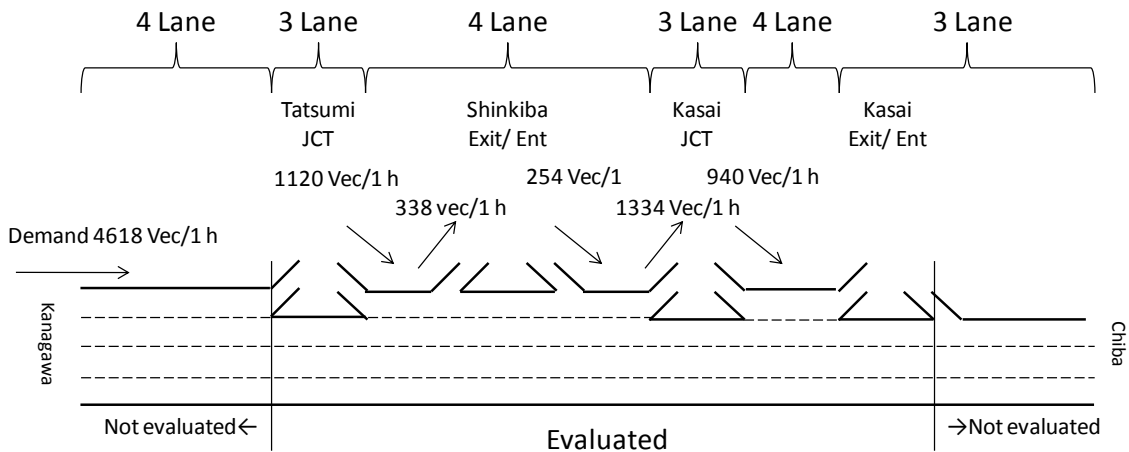 4 Lane 3 Lane 4 Lane 3 Lane 4 Lane 3 Lane
Tatsumi
JCT
Shinkiba
Exit/ Ent
Kasai
JCT
Kasai
Exit/ Ent
1120 Vec/1 h
254 Vec/1
940 Vec/1 h
338 vec/1 h
1334 Vec/1 h
Demand 4618 Vec/1 h
Kanagawa
Chiba
Not evaluated←
Evaluated
→Not evaluated